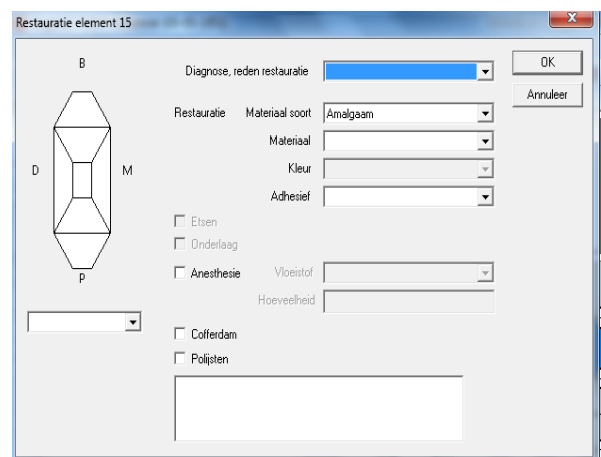 Restauratie element 15
B
D
M
P
Diagnose, reden restauratie
Restauratie Materiaal soort Amalgaam
Materiaal
Kleur
Adhesief
Etsen
Onderlaag
Anesthesie Vloeistof
Hoeveelheid
Cofferdam
Polijsten
OK
Annuleer